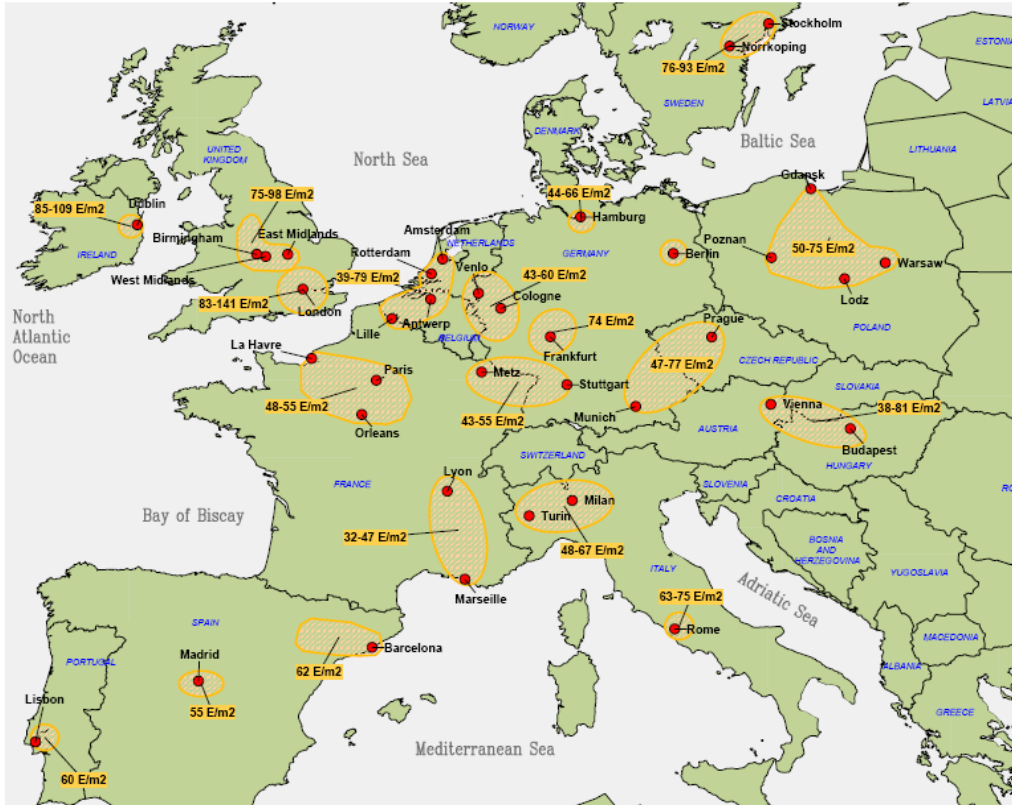 NORWAY
Stockholm
Norrkoping
ESTONIA
76-93 E/m2
SWEDEN
LATVIA
DENMARK
Baltic Sea
LITHUANIA
UNITED
KINGDOM
North Sea
Gdansk
75-98 E/m2
44-66 E/m2
85-109 E/m2
Dublin
Hamburg
Birmingham
East Midlands
Amsterdam
NETHERLANDS
IRELAND
Rotterdam
GERMANY
Poznan
50-75 E/m2
Berlin
Warsaw
West Midlands
39-79 E/m2
Venlo
43-60 E/m2
Lodz
83-141 E/m2
London
Cologne
North
Atlantic
Ocean
Lille
Antwerp
BELGIUM
74 E/m2
Prague
POLAND
La Havre
Frankfurt
CZECH REPUBLIC
Paris
Metz
47-77 E/m2
Stuttgart
SLOVAKIA
48-55 E/m2
43-55 E/m2
Munich
Vienna
38-81 E/m2
Orleans
AUSTRIA
Budapest
SWITZERLAND
HUNGARY
Lyon
FRANCE
SLOVENIA
CROATIA
RO
Milan
Bay of Biscay
Turin
32-47 E/m2
48-67 E/m2
BOSNIA
AND
HERZEGOVINA
ITALY
Adriatic Sea
YUGOSLAVIA
Marseille
63-75 E/m2
SPAIN
Rome
Barcelona
MACEDONIA
PORTUGAL
Madrid
62 E/m2
ALBANIA
Lisbon
55 E/m2
GREECE
Mediterranean Sea
60 E/m2